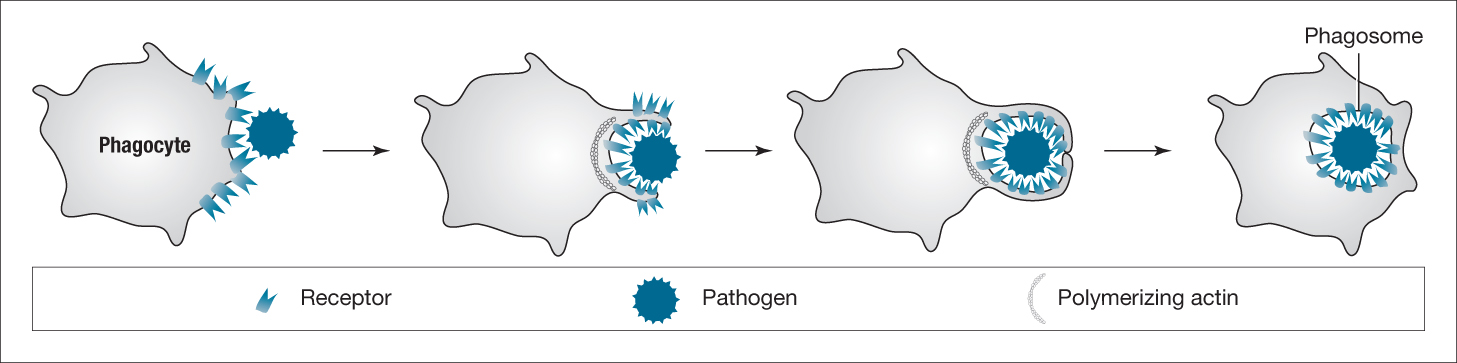 Phagosome
Phagocyte
Receptor
Pathogen
Polymerizing actin